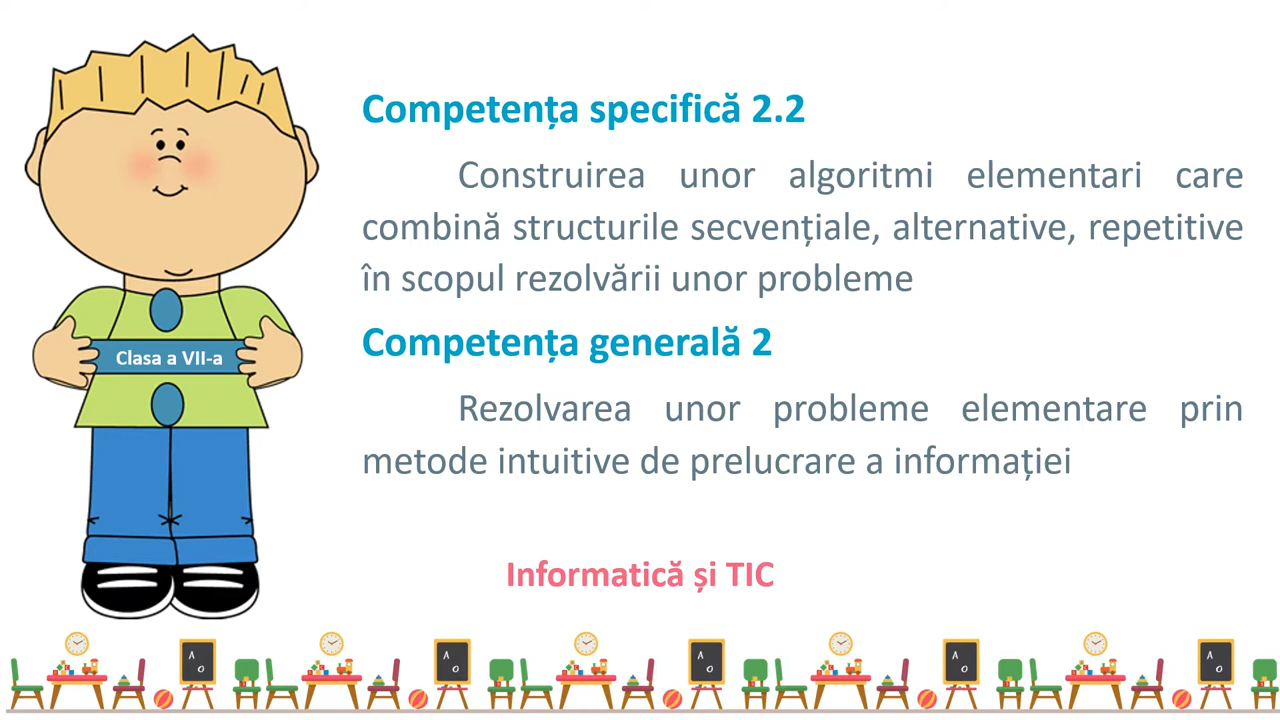 Competența specifică 2.2
Construirea unor algoritmi elementari care
combină structurile secvențiale, alternative, repetitive
în scopul rezolvării unor probleme
Competența generală 2
Clasa a VII-a
Rezolvarea unor probleme elementare prin
metode intuitive de prelucrare a informației
Informatică și TIC